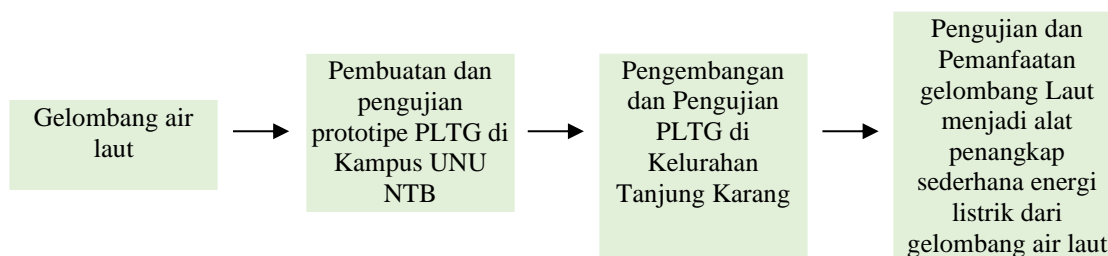 Gelombang air
laut
Pembuatan dan
pengujian
prototipe PLTG di
Kampus UNU
NTB
Pengembangan
dan Pengujian
PLTG di
Kelurahan
Tanjung Karang
Pengujian dan
Pemanfaatan
gelombang Laut
menjadi alat
penangkap
sederhana energi
listrik dari
gelombang air laut